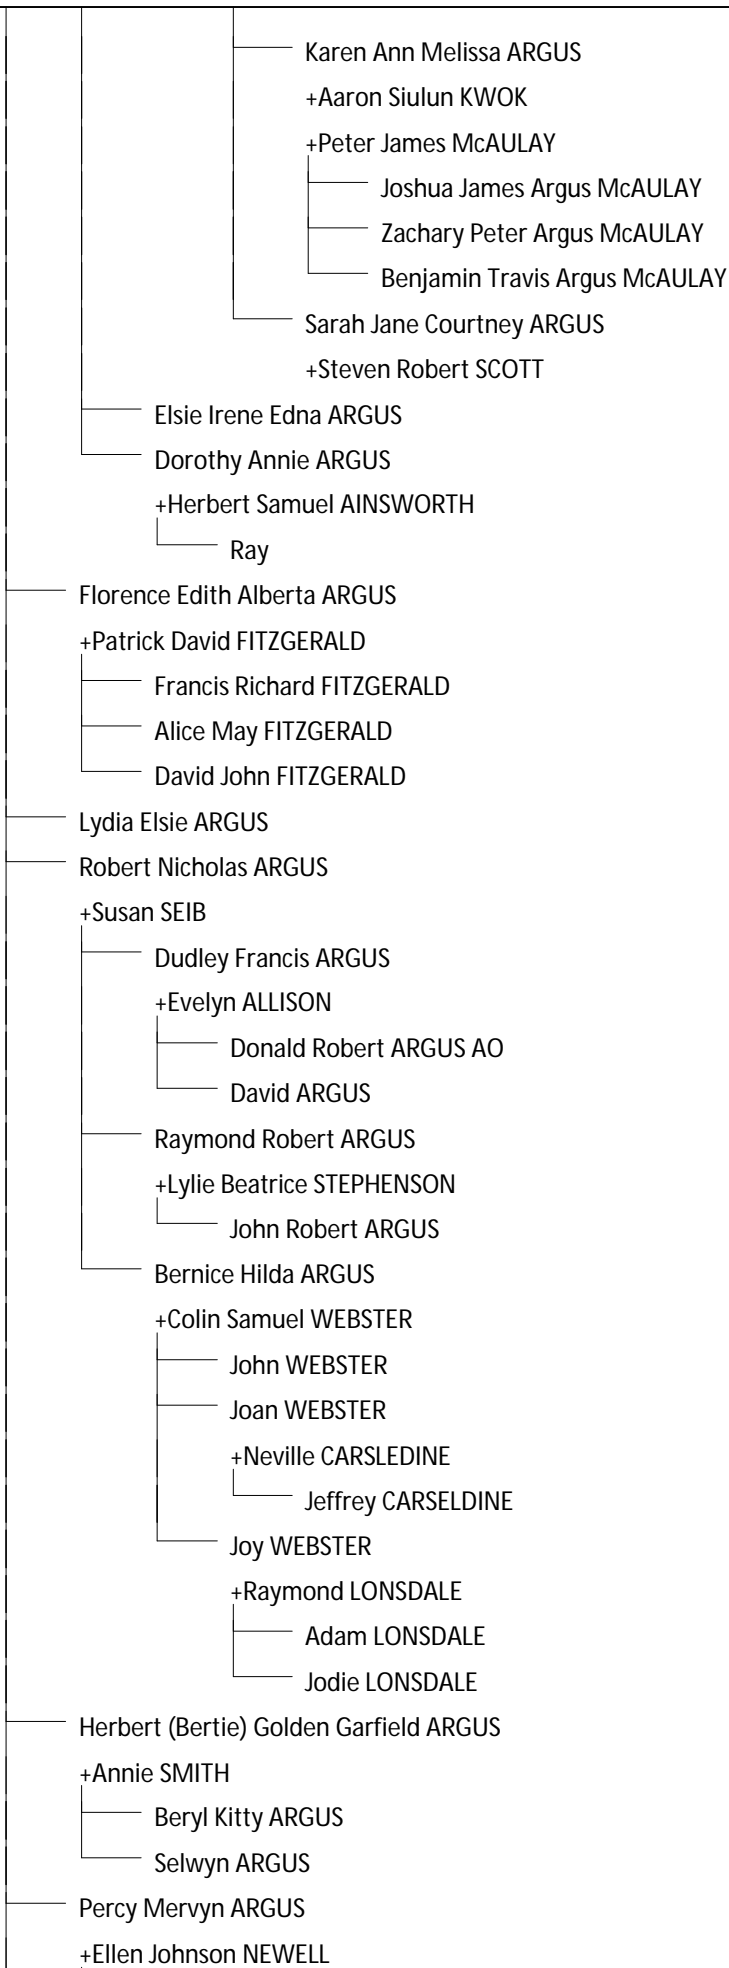 Karen Ann Melissa ARGUS
+Aaron Siulun KWOK
+Peter James McAULAY
Joshua James Argus McAULAY
Zachary Peter Argus McAULAY
Benjamin Travis Argus McAULAY
Sarah Jane Courtney ARGUS
+Steven Robert SCOTT
Elsie Irene Edna ARGUS
Dorothy Annie ARGUS
+Herbert Samuel AINSWORTH
Ray
Florence Edith Alberta ARGUS
+Patrick David FITZGERALD
Francis Richard FITZGERALD
Alice May FITZGERALD
David John FITZGERALD
Lydia Elsie ARGUS
Robert Nicholas ARGUS
+Susan SEIB
Dudley Francis ARGUS
+Evelyn ALLISON
Donald Robert ARGUS AO
David ARGUS
Raymond Robert ARGUS
+Lylie Beatrice STEPHENSON
John Robert ARGUS
Bernice Hilda ARGUS
+Colin Samuel WEBSTER
John WEBSTER
Joan WEBSTER
+Neville CARSLEDINE
Jeffrey CARSELDINE
Joy WEBSTER
+Raymond LONSDALE
Adam LONSDALE
Jodie LONSDALE
Herbert (Bertie) Golden Garfield ARGUS
+Annie SMITH
Beryl Kitty ARGUS
Selwyn ARGUS
Percy Mervyn ARGUS
+Ellen Johnson NEWELL